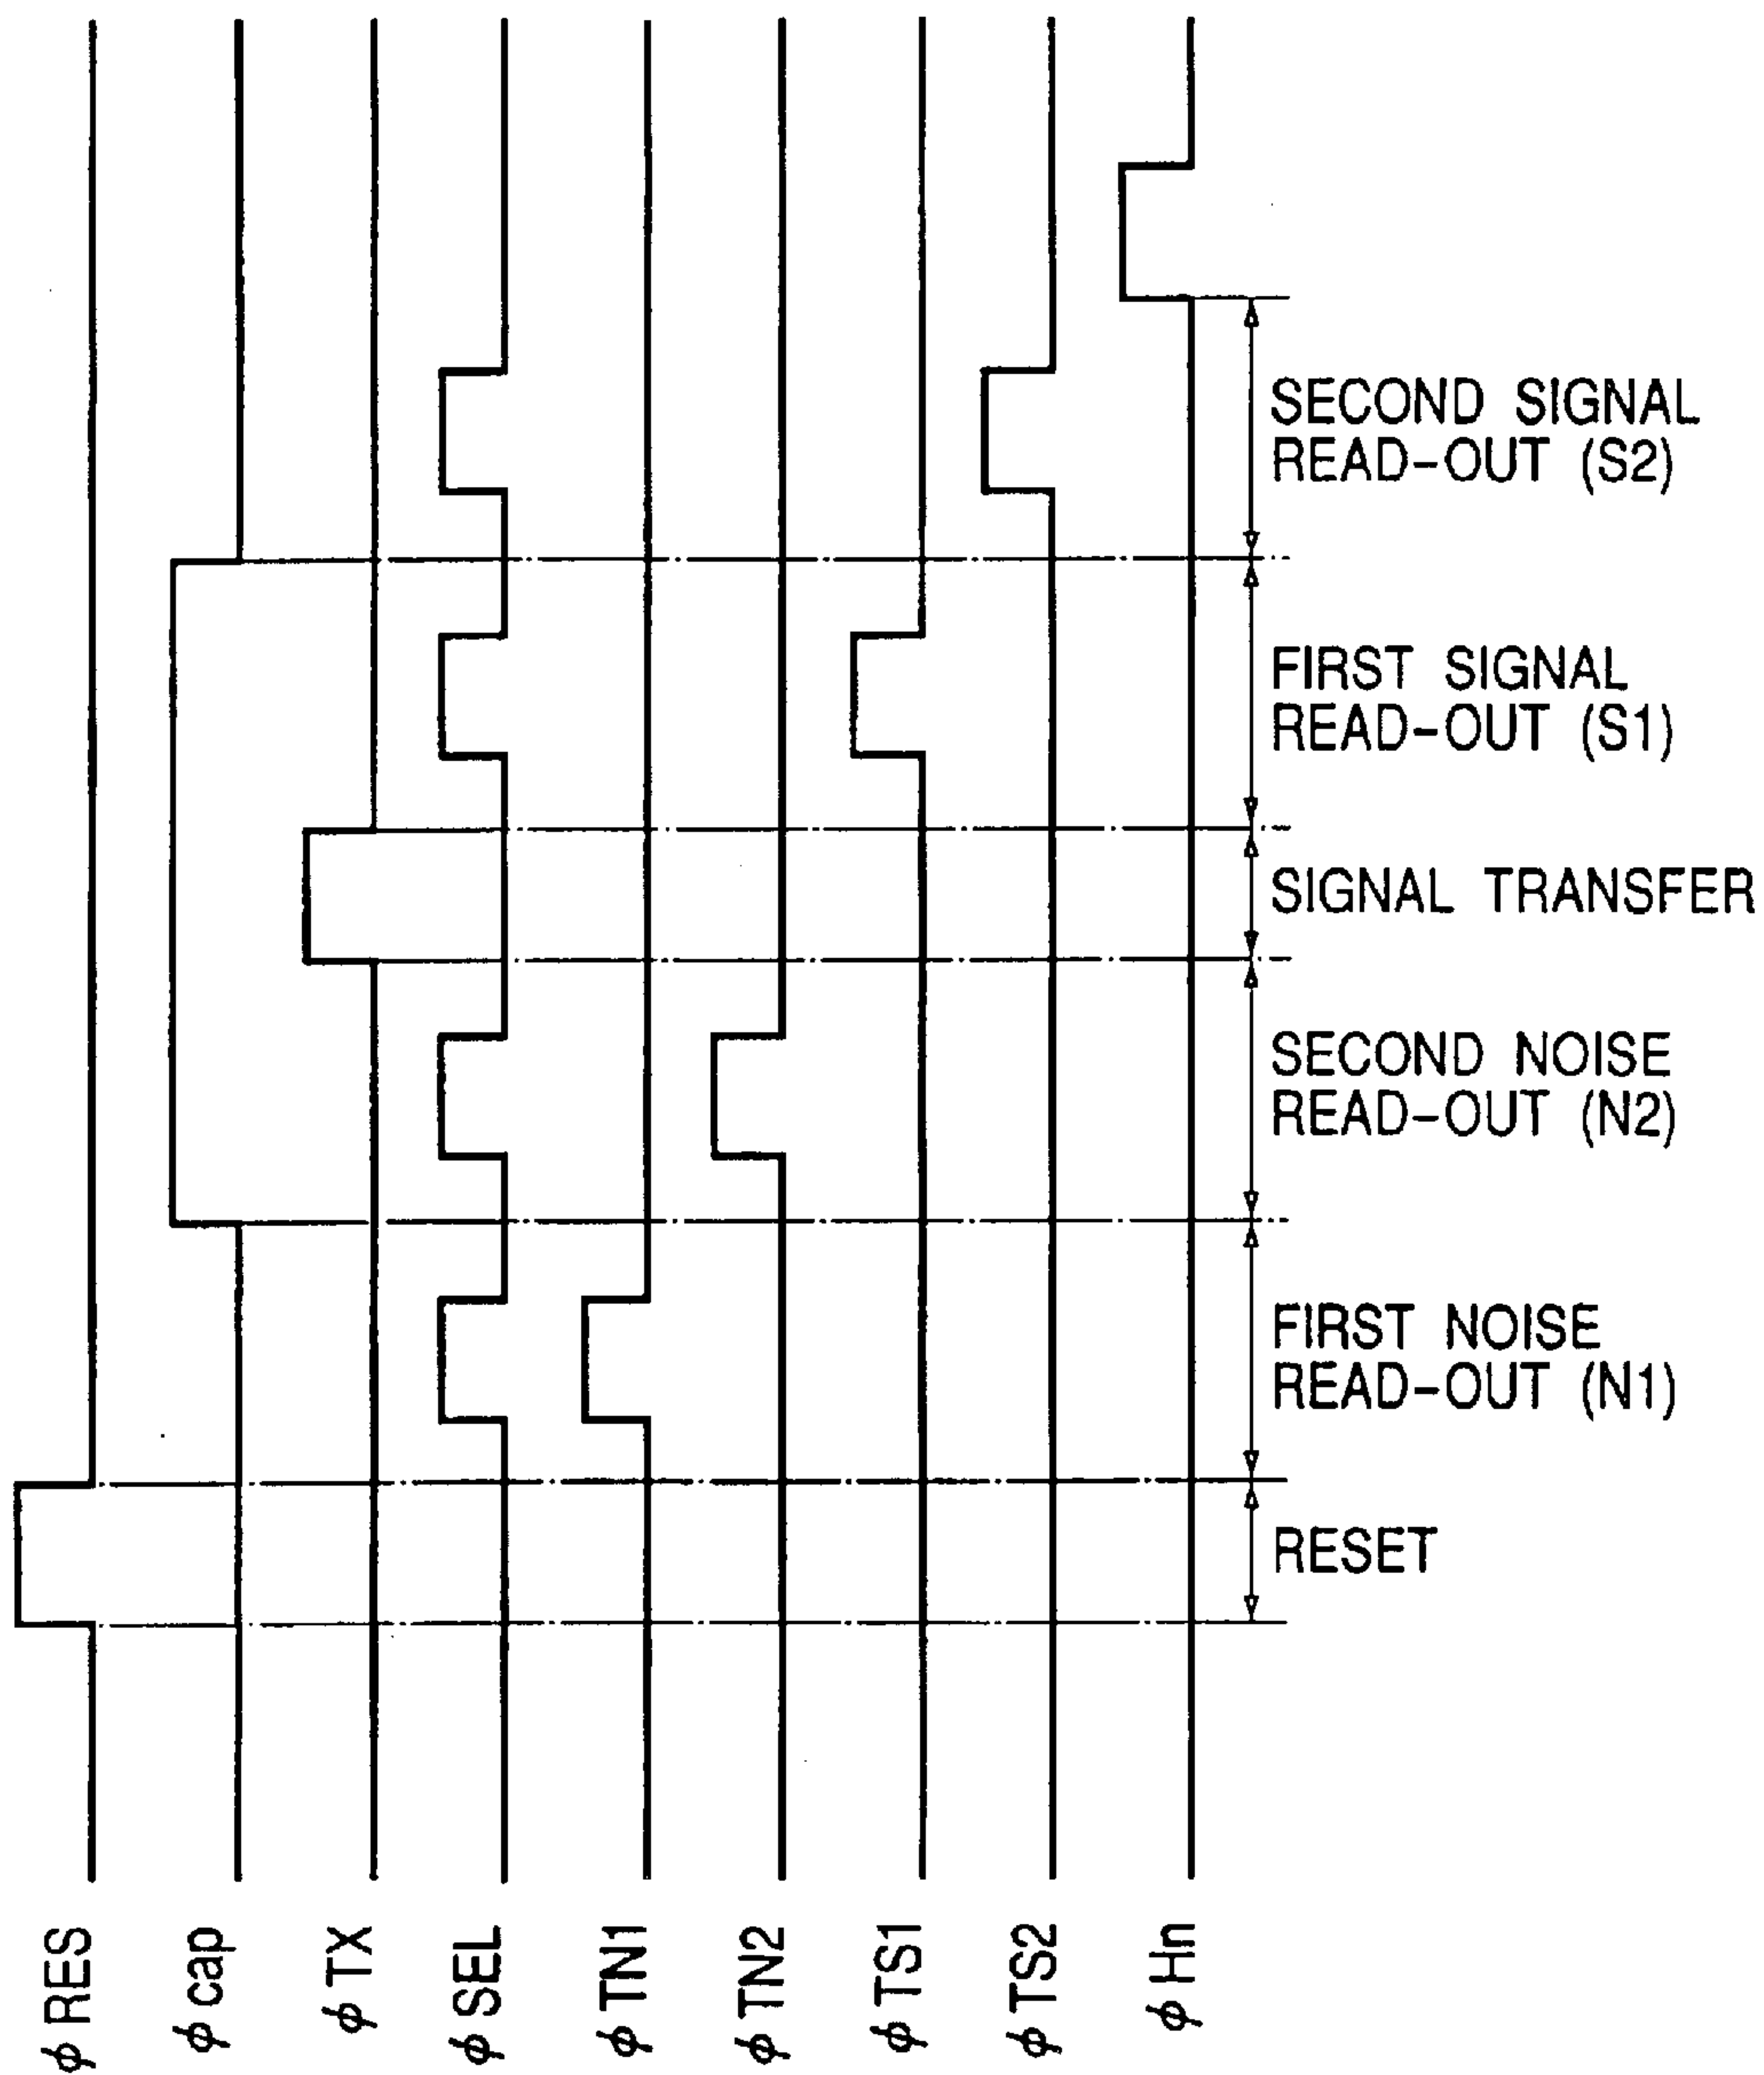 SECOND SIGNAL
READ-OUT (S2)
FIRST SIGNAL
READ-OUT (S1)
SIGNAL TRANSFER
SECOND NOISE
READ-OUT (N2)
FIRST NOISE
READ-OUT (N1)
RESET
ϕ RES
ϕ cap
ϕ TX
ϕ SEL
ϕ TN1
ϕ TN2
ϕ TS1
ϕ TS2
ϕ Hn